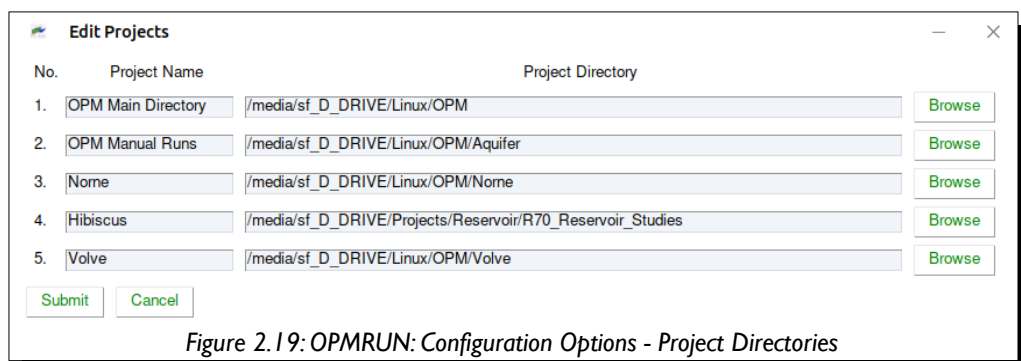 Edit Projects
No. Project Name Project Directory
1. OPM Main Directory /media/sf_D_DRIVE/Linux/OPM Browse
2. OPM Manual Runs /media/sf_D_DRIVE/Linux/OPM/Aquifer Browse
3. Norne /media/sf_D_DRIVE/Linux/OPM/Norne Browse
4. Hibiscus /media/sf_D_DRIVE/Projects/Reservoir/R70_Reservoir_Studies Browse
5. Volve /media/sf_D_DRIVE/Linux/OPM/Volve Browse
Submit Cancel
Figure 2.19: OPMRUN: Configuration Options - Project Directories